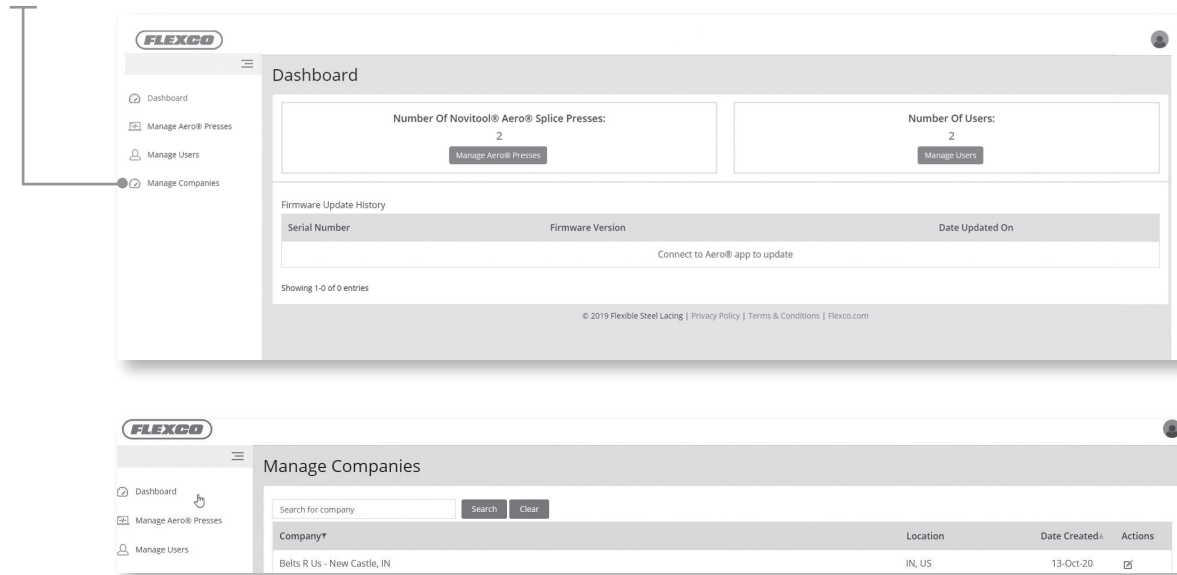 FLEXCO
Dashboard
Dashboard
Manage Aero® Presses
Manage Users
Manage Companies
Number Of Novitool® Aero® Splice Presses:
2
Manage Aero® Presses
Number Of Users:
2
Manage Users
Firmware Update History
Serial Number Firmware Version Date Updated On
Connect to Aero® app to update
Showing 1-0 of 0 entries
© 2019 Flexible Steel Lacing | Privacy Policy | Terms & Conditions | Flexco.com
FLEXCO
Manage Companies
Dashboard
Manage Aero® Presses
Manage Users
Search for company Search Clear
Company Location Date Created Actions
Belts R Us - New Castle, IN IN, US 13-Oct-20